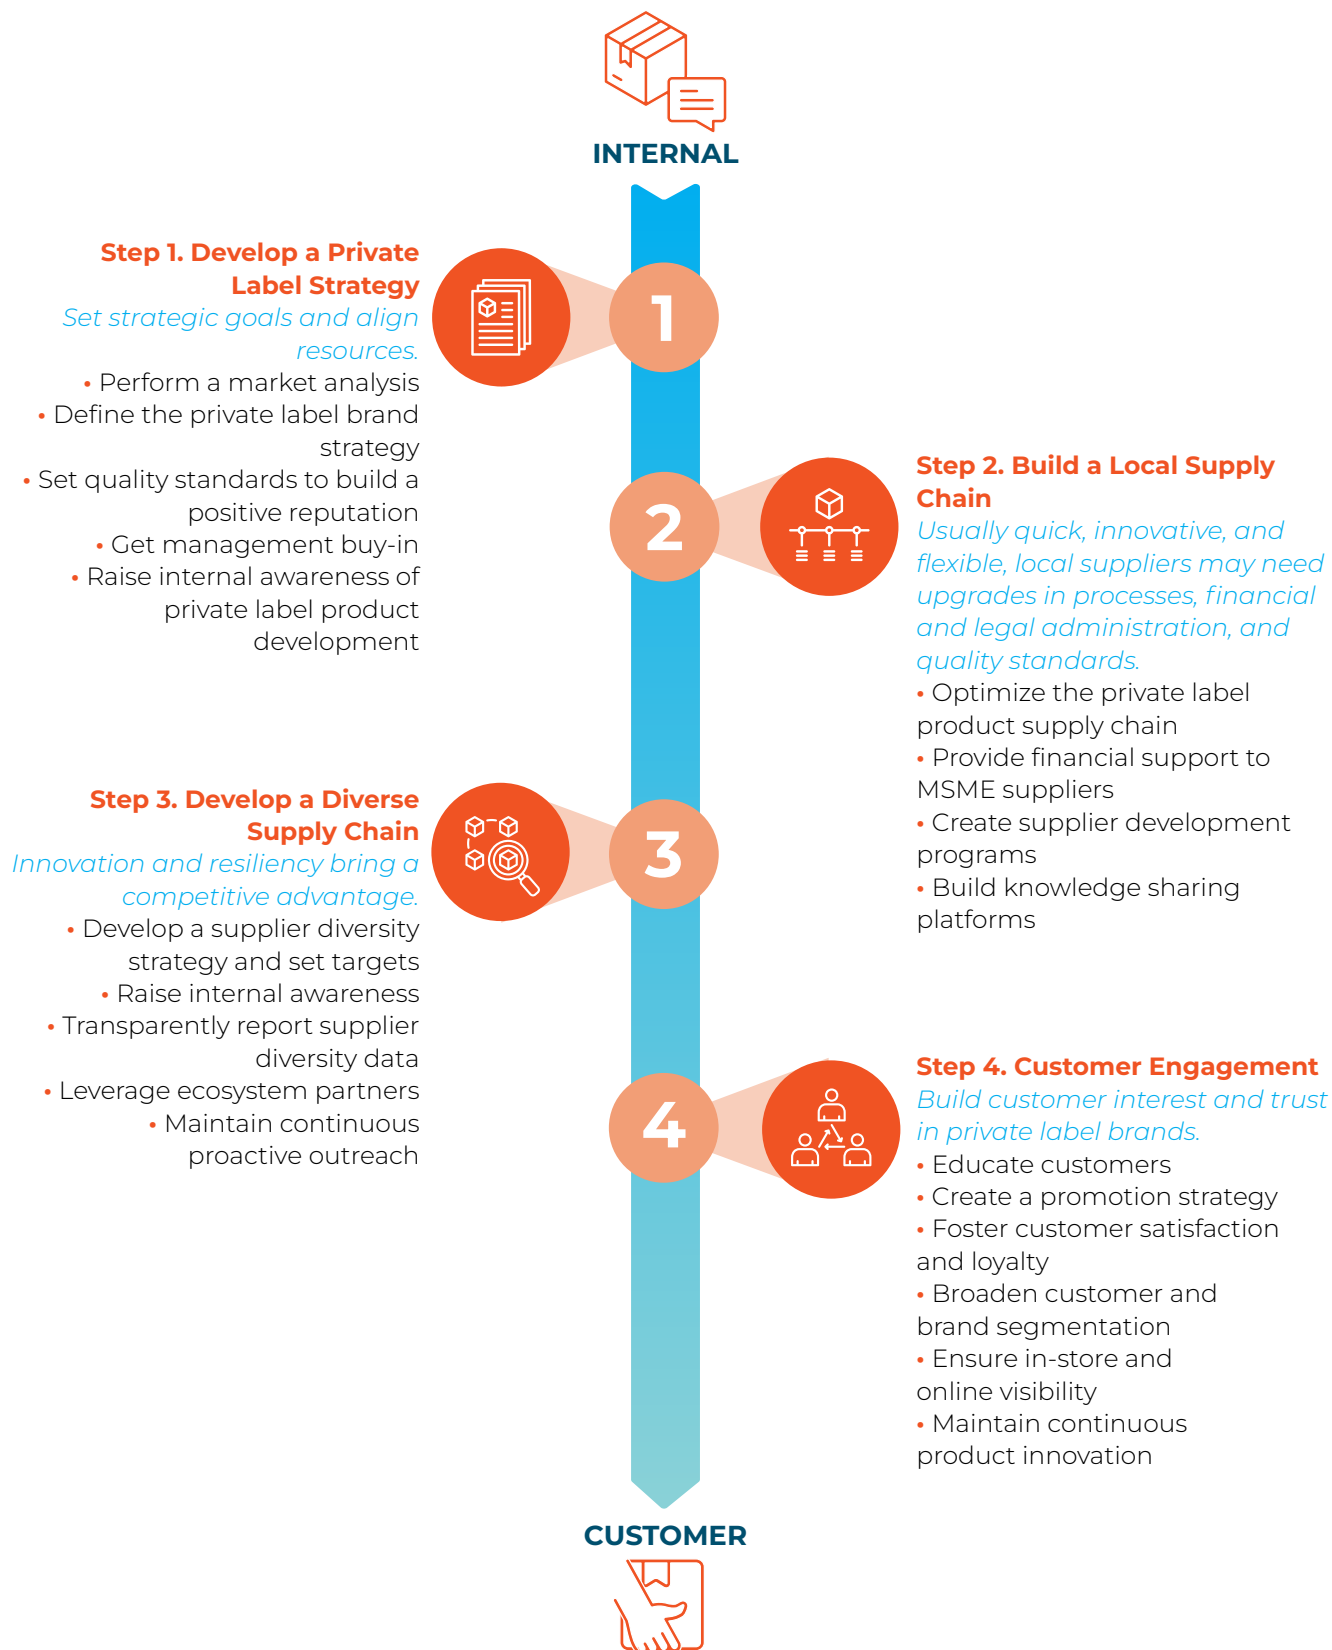 INTERNAL
Step 1. Develop a Private
Label Strategy
Set strategic goals and align
resources.
• Perform a market analysis
• Define the private label brand
strategy
• Set quality standards to build a
positive reputation
• Get management buy-in
• Raise internal awareness of
private label product
development
1
2
Step 2. Build a Local Supply
Chain
Usually quick, innovative, and
flexible, local suppliers may need
upgrades in processes, financial
and legal administration, and
quality standards.
• Optimize the private label
product supply chain
• Provide financial support to
MSME suppliers
• Create supplier development
programs
• Build knowledge sharing
platforms
Step 3. Develop a Diverse
Supply Chain
Innovation and resiliency bring a
competitive advantage.
• Develop a supplier diversity
strategy and set targets
• Raise internal awareness
• Transparently report supplier
diversity data
• Leverage ecosystem partners
• Maintain continuous
proactive outreach
3
4
Step 4. Customer Engagement
Build customer interest and trust
in private label brands.
• Educate customers
• Create a promotion strategy
• Foster customer satisfaction
and loyalty
• Broaden customer and
brand segmentation
• Ensure in-store and
online visibility
• Maintain continuous
product innovation
CUSTOMER